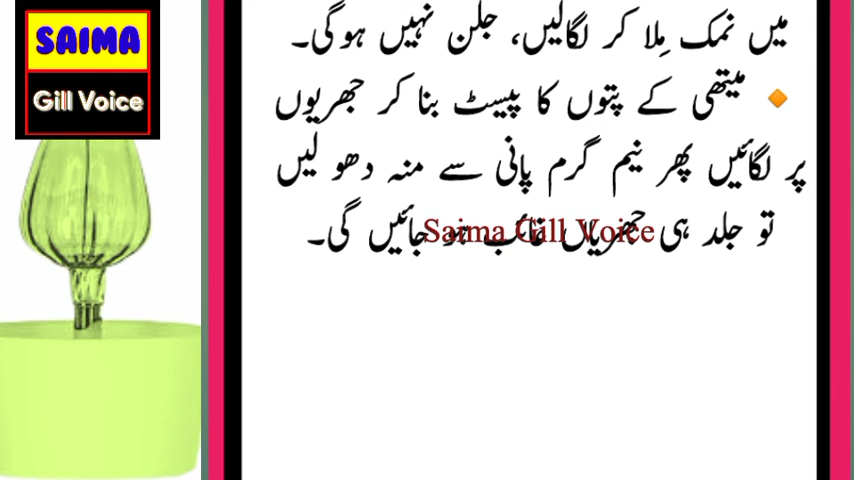 SAIMA
Gill Voice
میں نمک مِلا کر لگالیں، جلن نہیں ہوگی۔
🔸 میتھی کے پتوں کا پیسٹ بنا کر جھریوں
پر لگائیں پھر نیم گرم پانی سے منہ دھو لیں
تو جلد ہی جھریاں غائب ہو جائیں گی۔
Saima Gill Voice